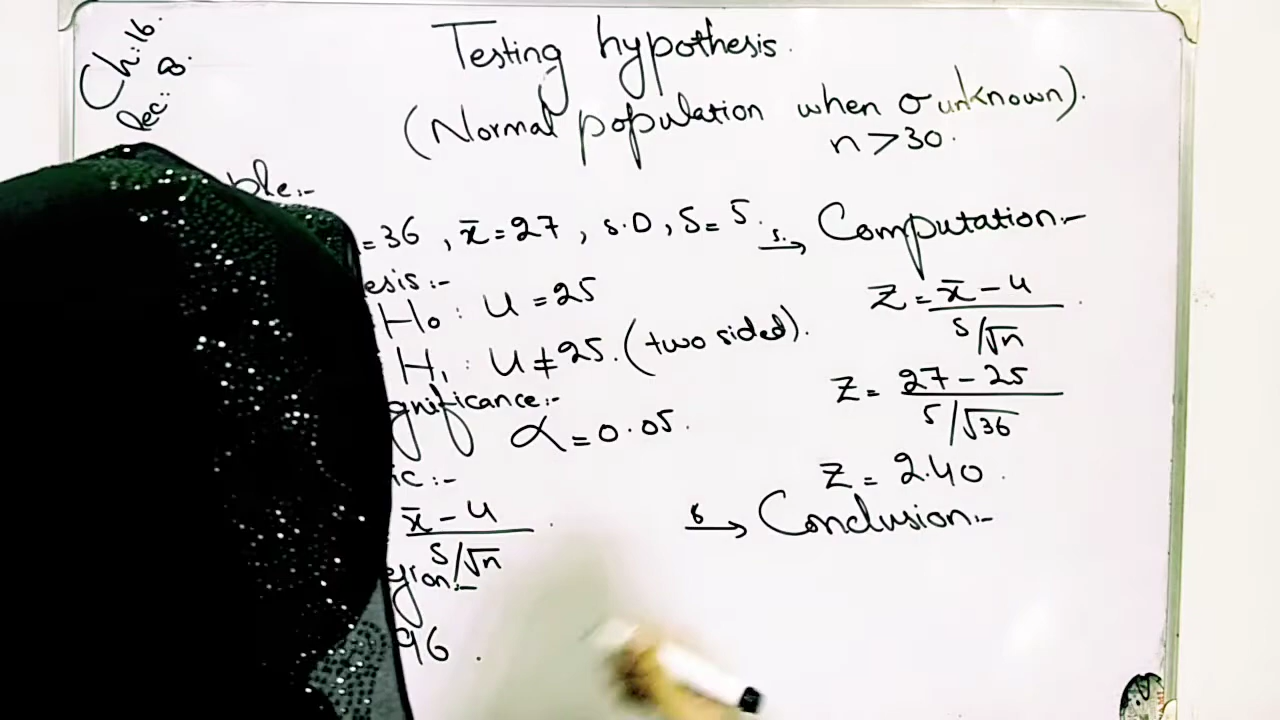 Ch: 16.
Lec: 8.
Testing hypothesis.
(Normal population when σ unknown).
n > 30.
ple:-
= 36 , x̄ = 27 , S.D , S = 5.
esis:-
H₀ : u = 25
H₁ : u ≠ 25. (two sided).
gnificance:-
α = 0.05.
ic:-
x̄ - u
S/√n
egion:-
96.
5. → Computation:-
Z = x̄ - u
S/√n
Z = 27 - 25
5/√36
Z = 2.40.
6 → Conclusion:-